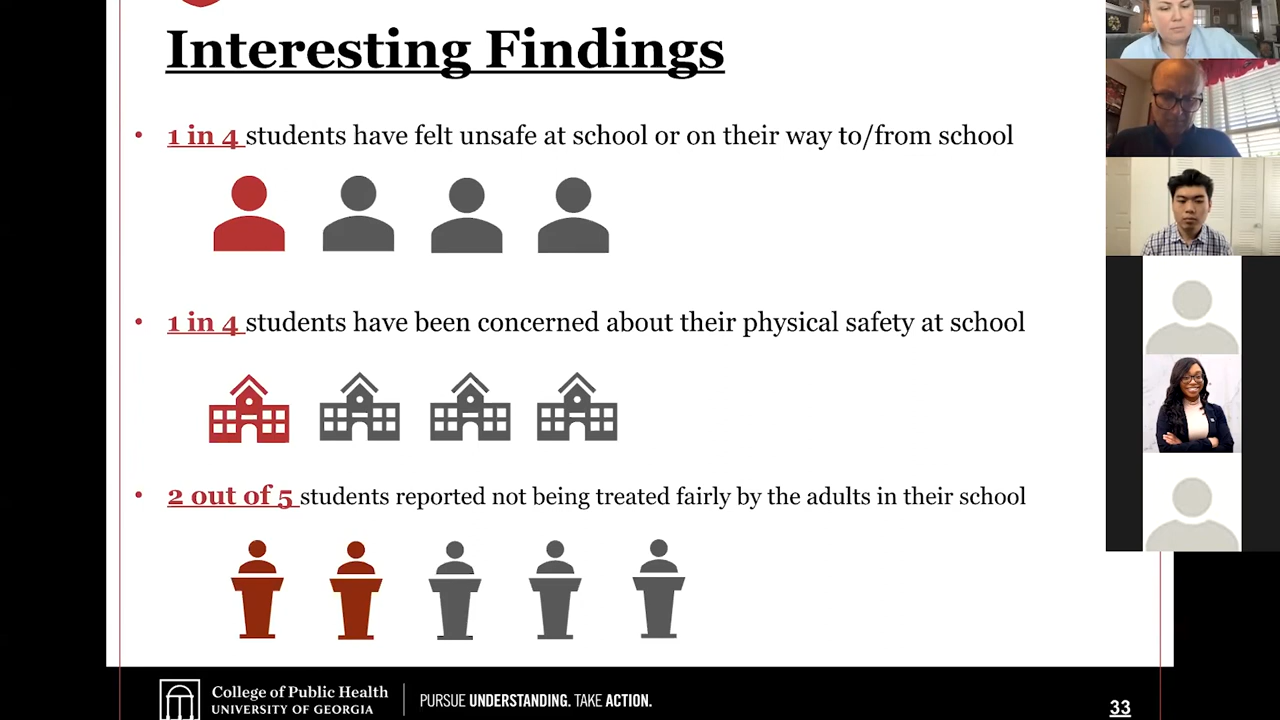 Interesting Findings
• 1 in 4 students have felt unsafe at school or on their way to/from school
• 1 in 4 students have been concerned about their physical safety at school
• 2 out of 5 students reported not being treated fairly by the adults in their school
College of Public Health
UNIVERSITY OF GEORGIA
PURSUE UNDERSTANDING. TAKE ACTION.
33